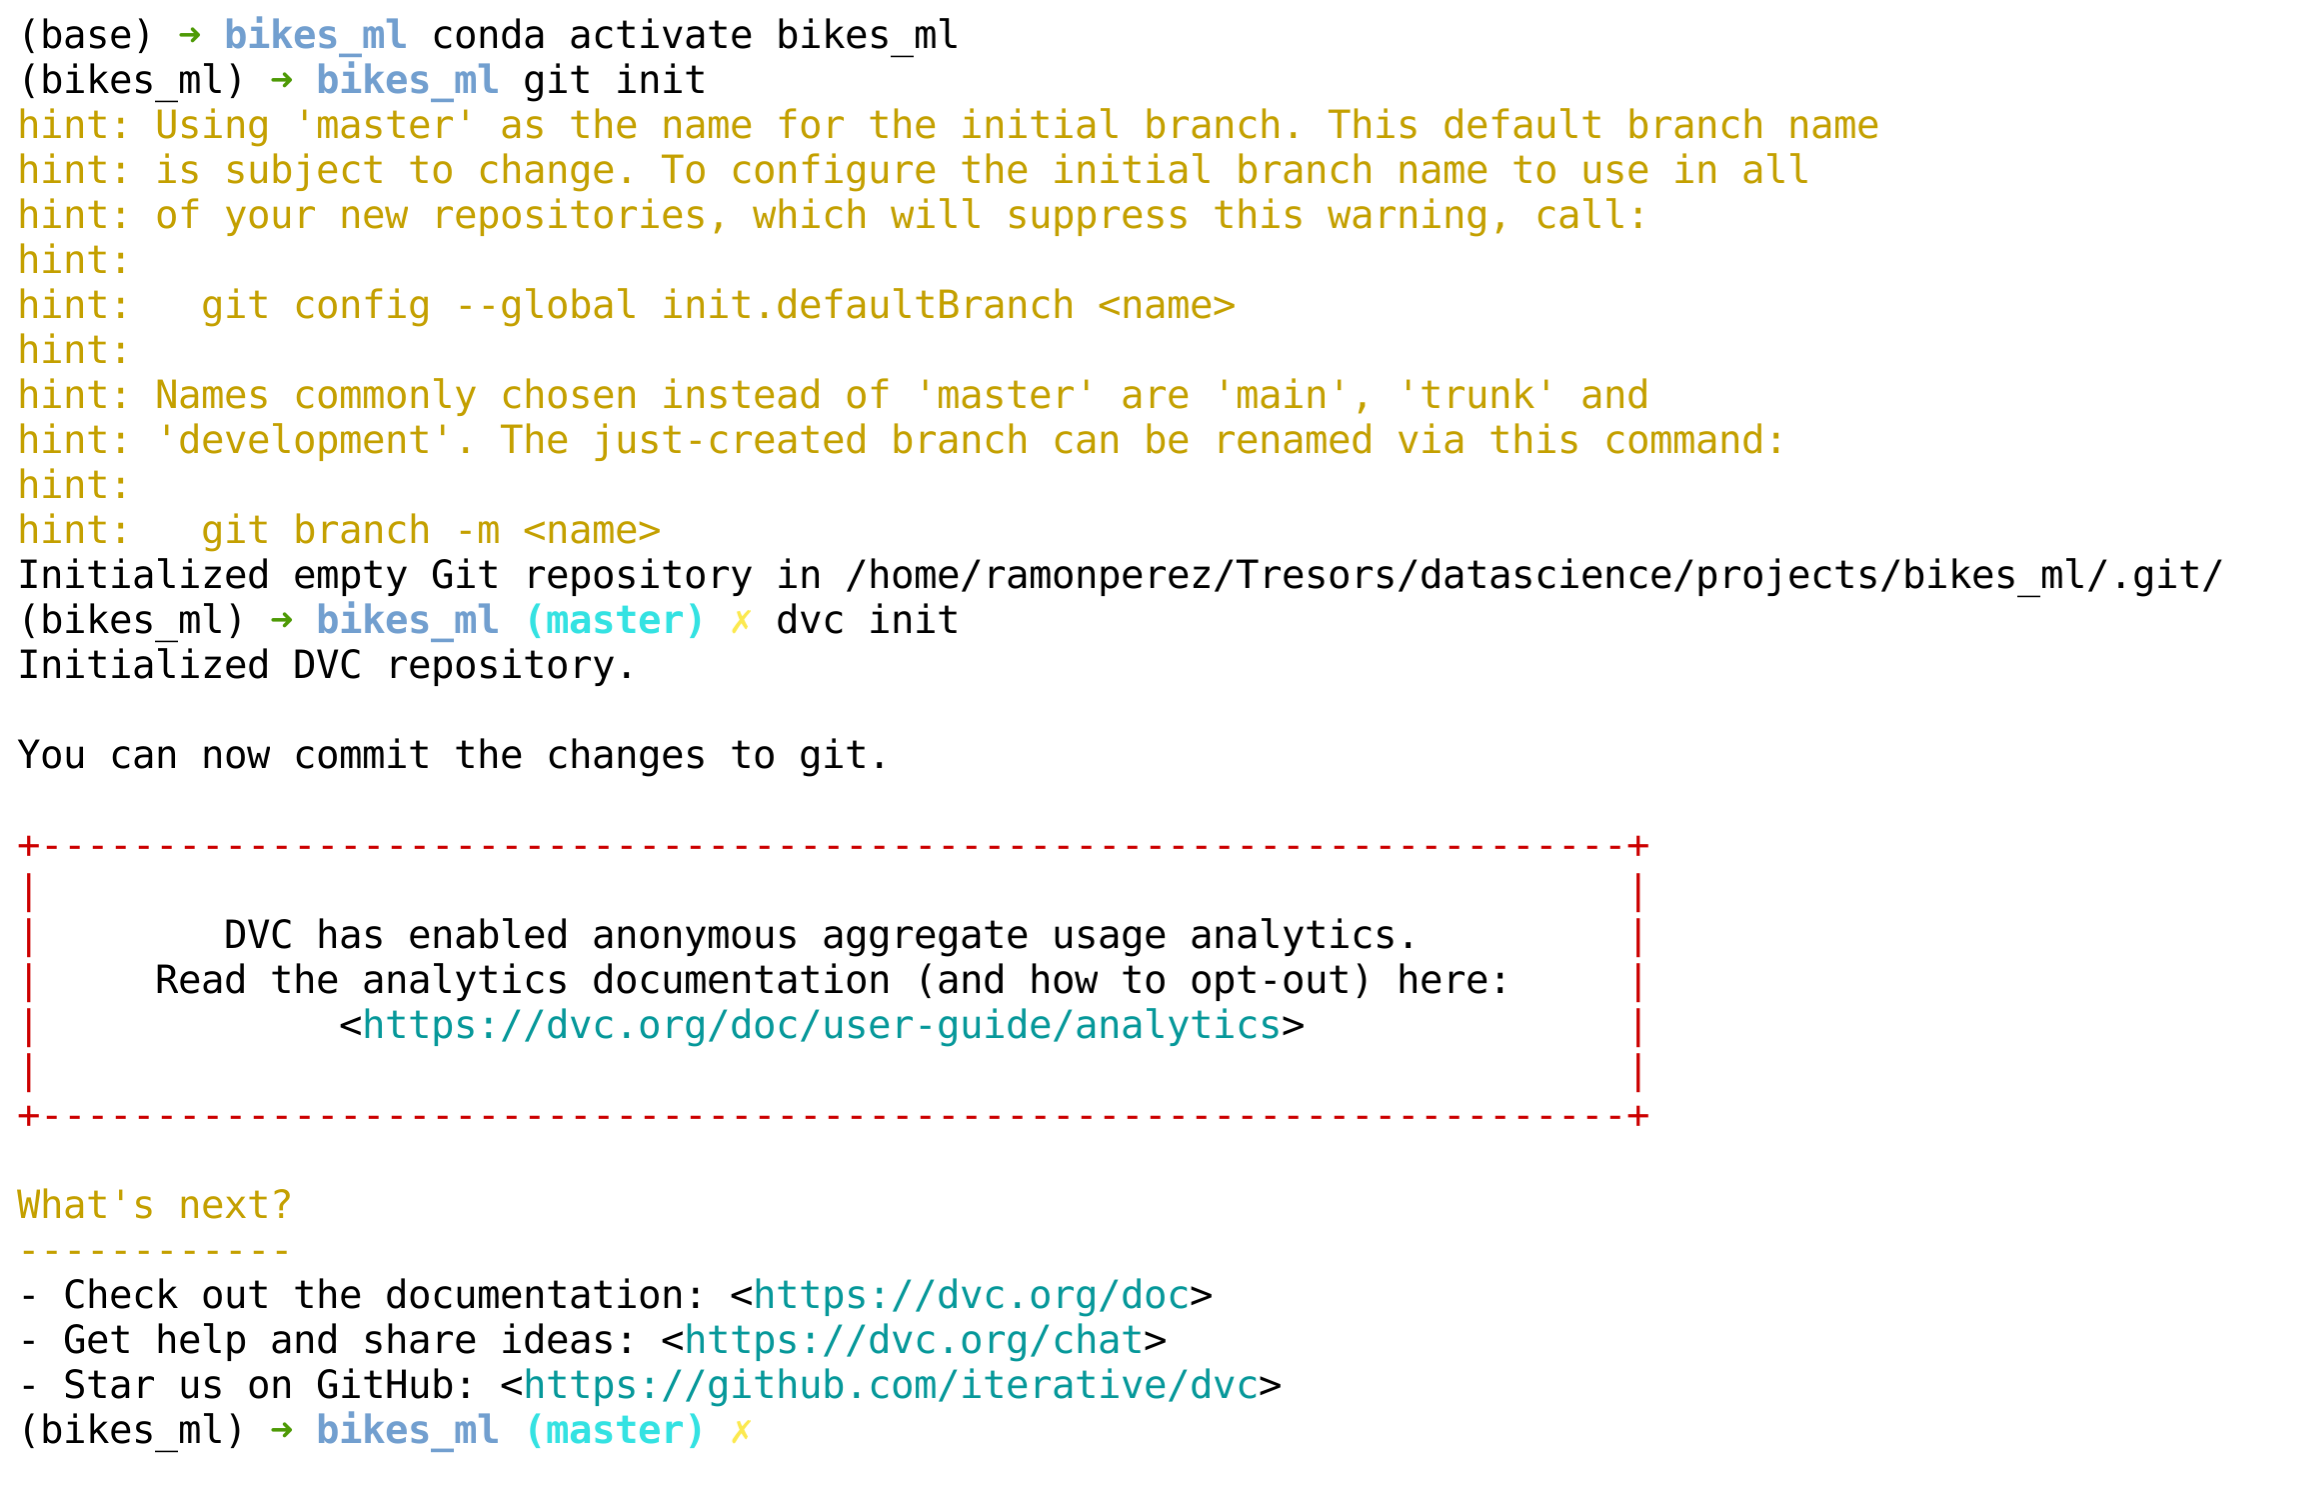 (base) ➜ bikes_ml conda activate bikes_ml
(bikes_ml) ➜ bikes_ml git init
hint: Using 'master' as the name for the initial branch. This default branch name
hint: is subject to change. To configure the initial branch name to use in all
hint: of your new repositories, which will suppress this warning, call:
hint:
hint:   git config --global init.defaultBranch <name>
hint:
hint: Names commonly chosen instead of 'master' are 'main', 'trunk' and
hint: 'development'. The just-created branch can be renamed via this command:
hint:
hint:   git branch -m <name>
Initialized empty Git repository in /home/ramonperez/Tresors/datascience/projects/bikes_ml/.git/
(bikes_ml) ➜ bikes_ml (master) ✗ dvc init
Initialized DVC repository.

You can now commit the changes to git.

+---------------------------------------------------------------------+
|                                                                     |
|        DVC has enabled anonymous aggregate usage analytics.         |
|     Read the analytics documentation (and how to opt-out) here:     |
|             <https://dvc.org/doc/user-guide/analytics>              |
|                                                                     |
+---------------------------------------------------------------------+

What's next?
------------
- Check out the documentation: <https://dvc.org/doc>
- Get help and share ideas: <https://dvc.org/chat>
- Star us on GitHub: <https://github.com/iterative/dvc>
(bikes_ml) ➜ bikes_ml (master) ✗